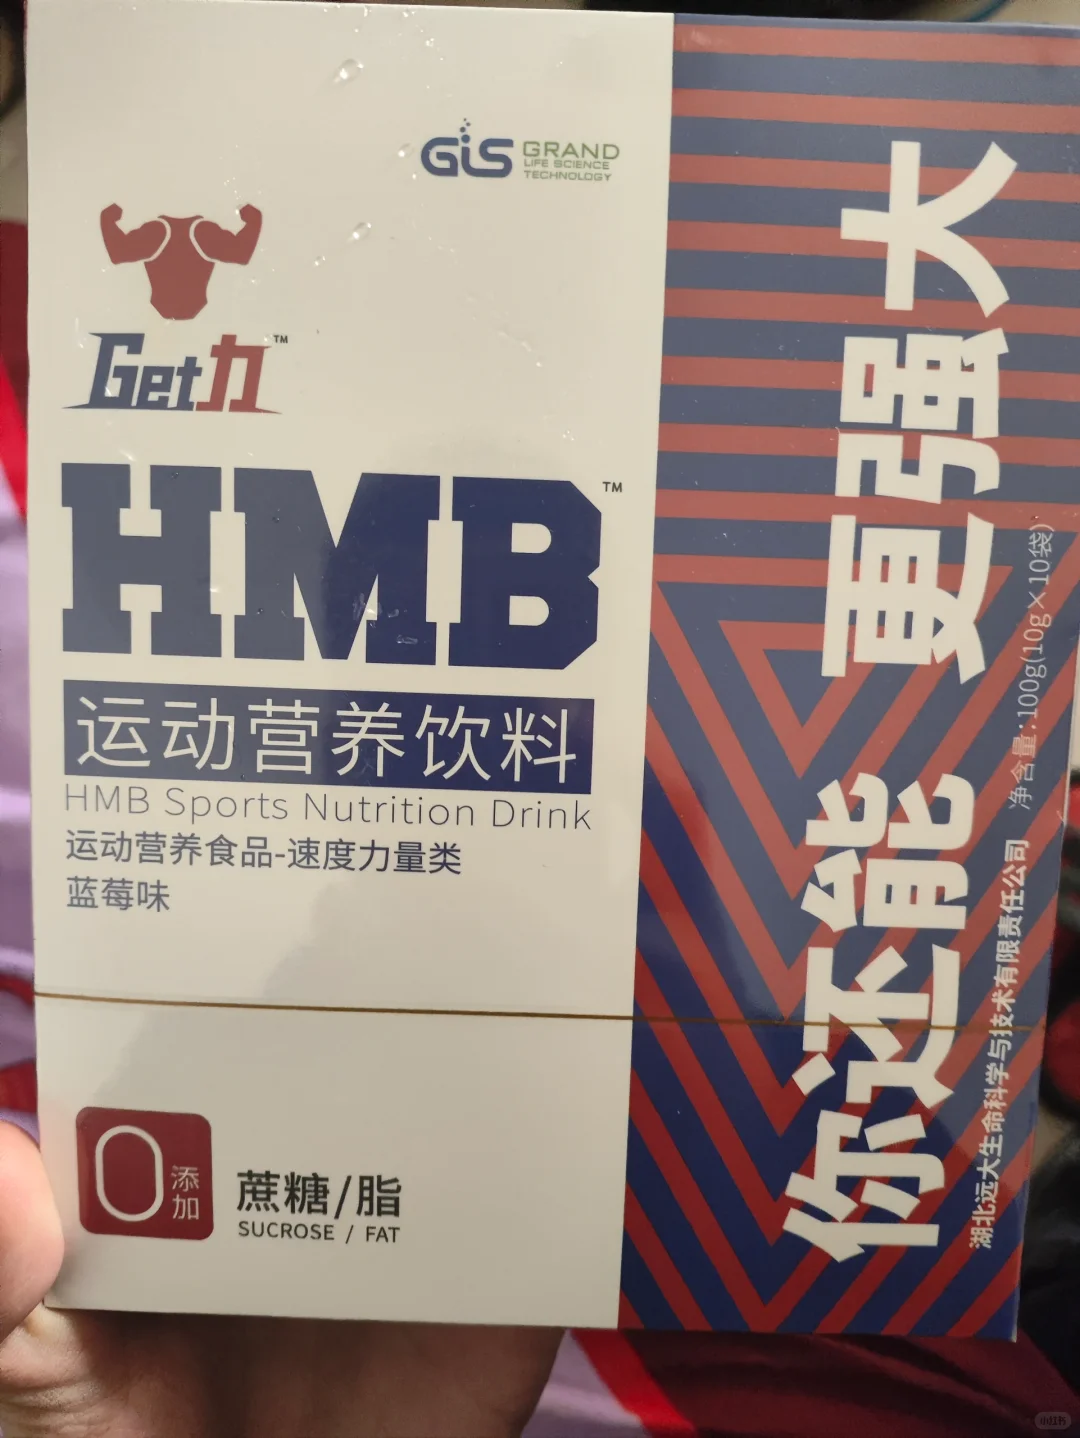 GiS GRAND
LIFE SCIENCE
TECHNOLOGY
Get力™
HMB™
运动营养饮料
HMB Sports Nutrition Drink
运动营养食品-速度力量类
蓝莓味
0添加
蔗糖/脂
SUCROSE / FAT
你还能 更强大
湖北远大生命科学与技术有限责任公司
净含量:100g(10g×10袋)
小红书